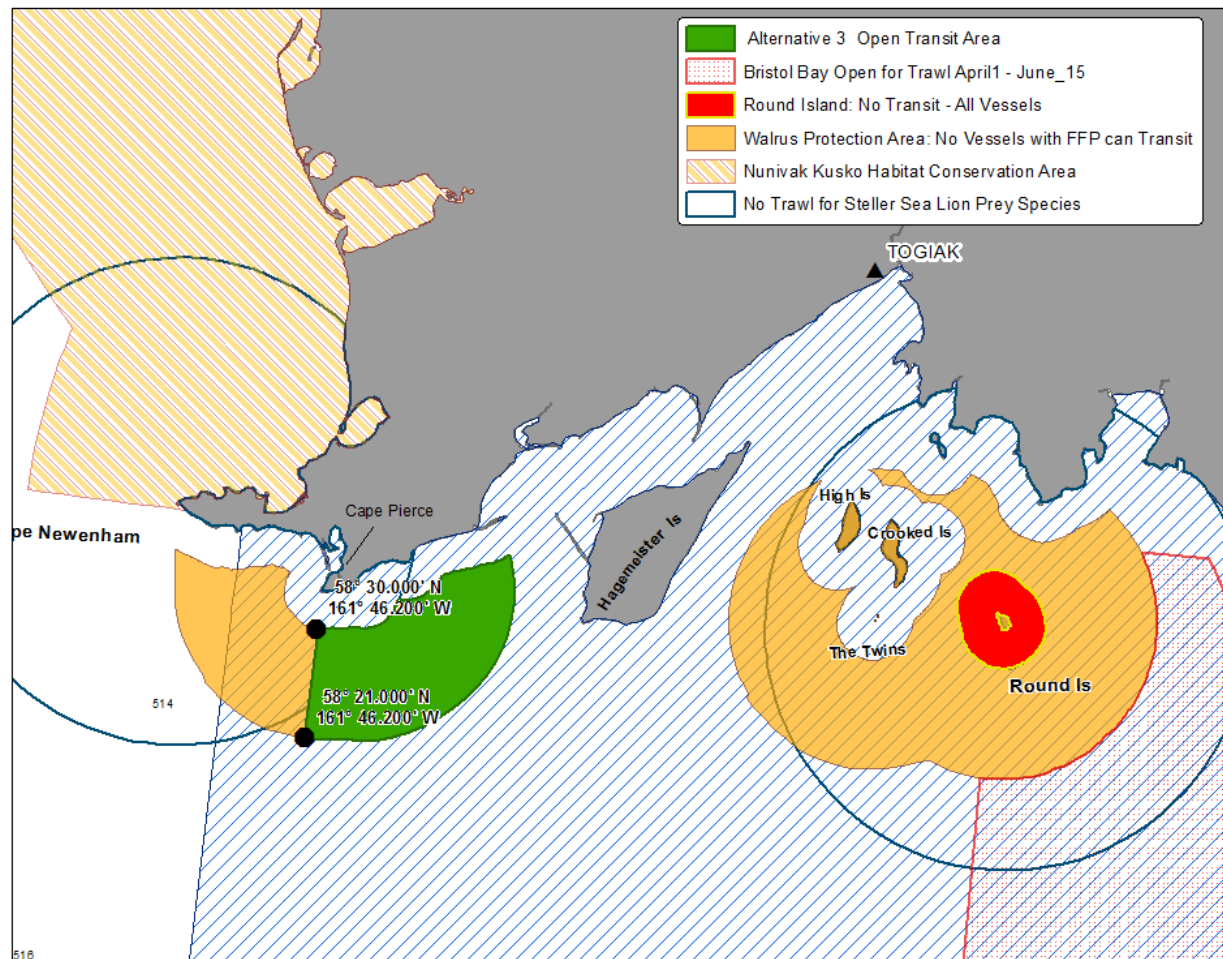 Alternative 3 Open Transit Area
Bristol Bay Open for Trawl April1 - June_15
Round Island: No Transit - All Vessels
Walrus Protection Area: No Vessels with FFP can Transit
Nunivak Kusko Habitat Conservation Area
No Trawl for Steller Sea Lion Prey Species
TOGIAK
High Is
Cape Pierce
Crooked Is
pe Newenham
Hagemeister Is
58° 30.000' N
161° 46.200' W
The Twins
Round Is
58° 21.000' N
161° 46.200' W
514
516